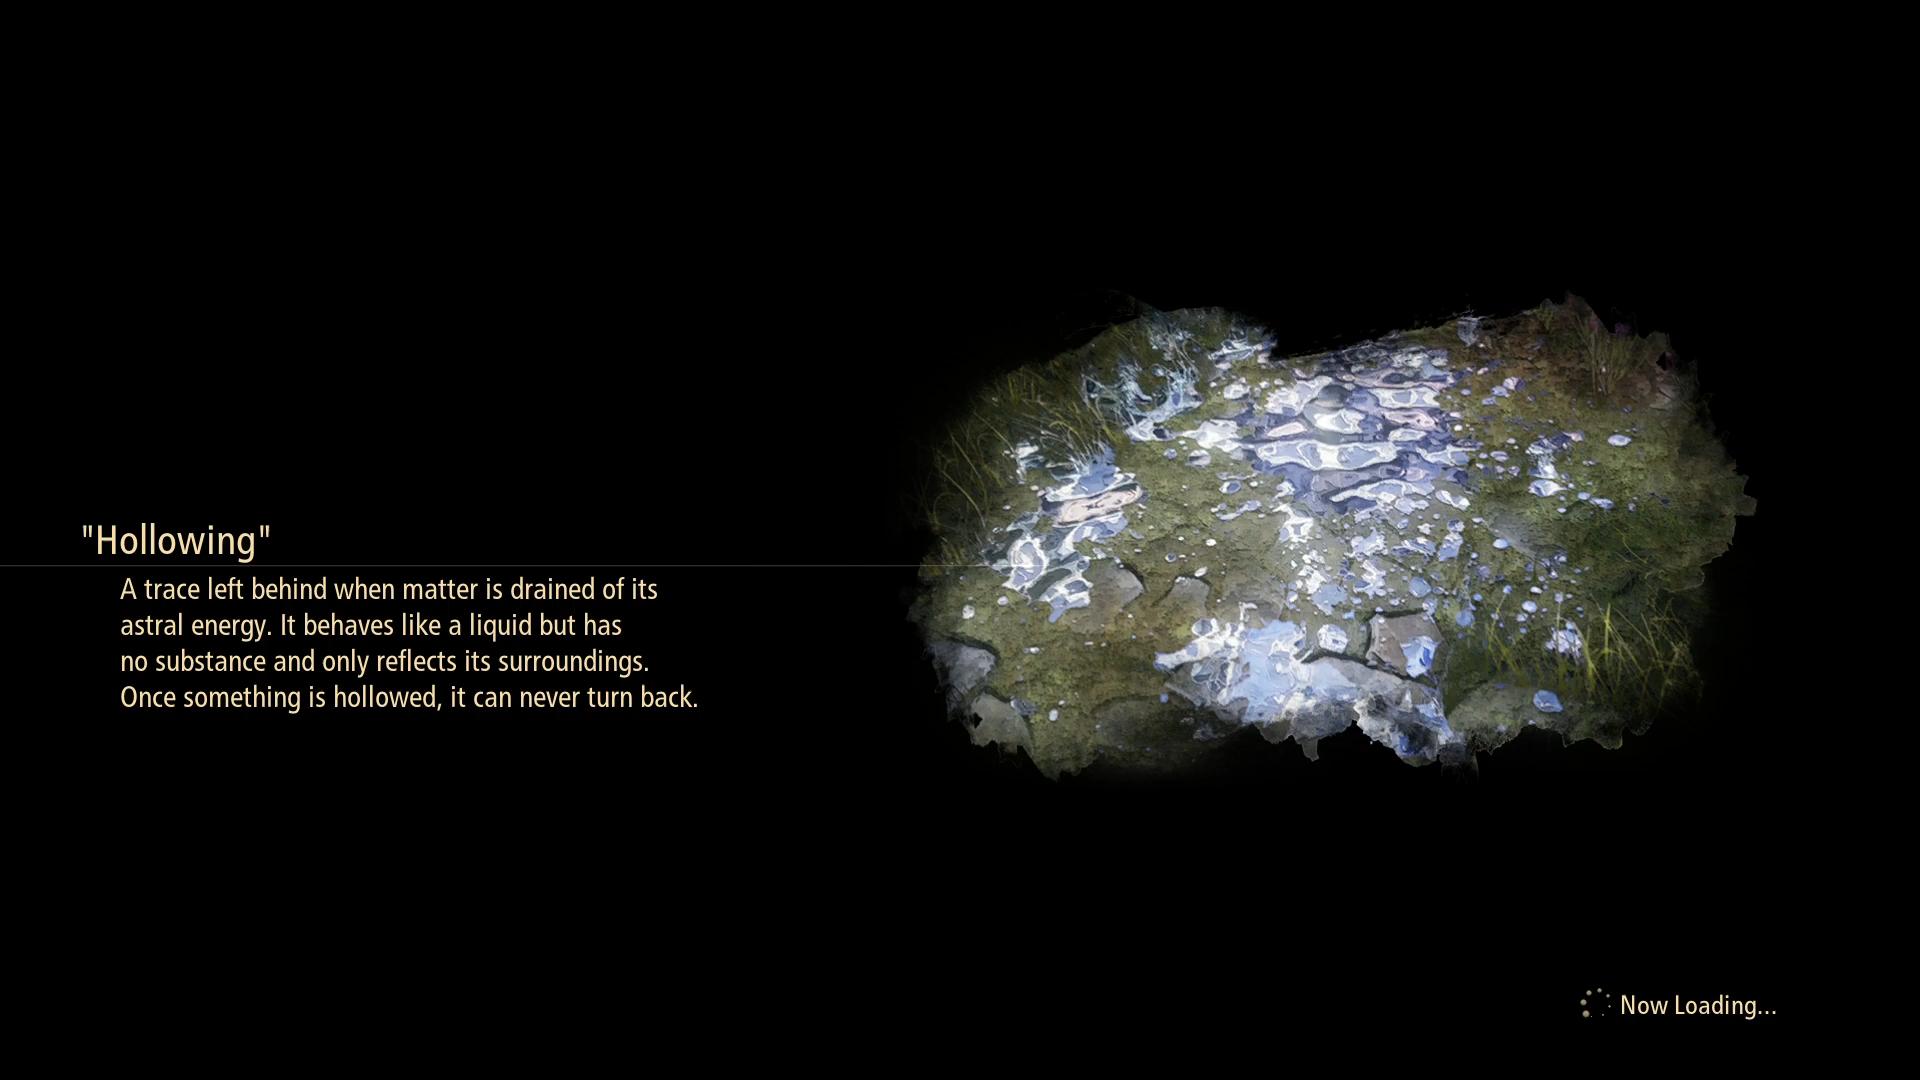 "Hollowing"
A trace left behind when matter is drained of its
astral energy. It behaves like a liquid but has
no substance and only reflects its surroundings.
Once something is hollowed, it can never turn back.
Now Loading...